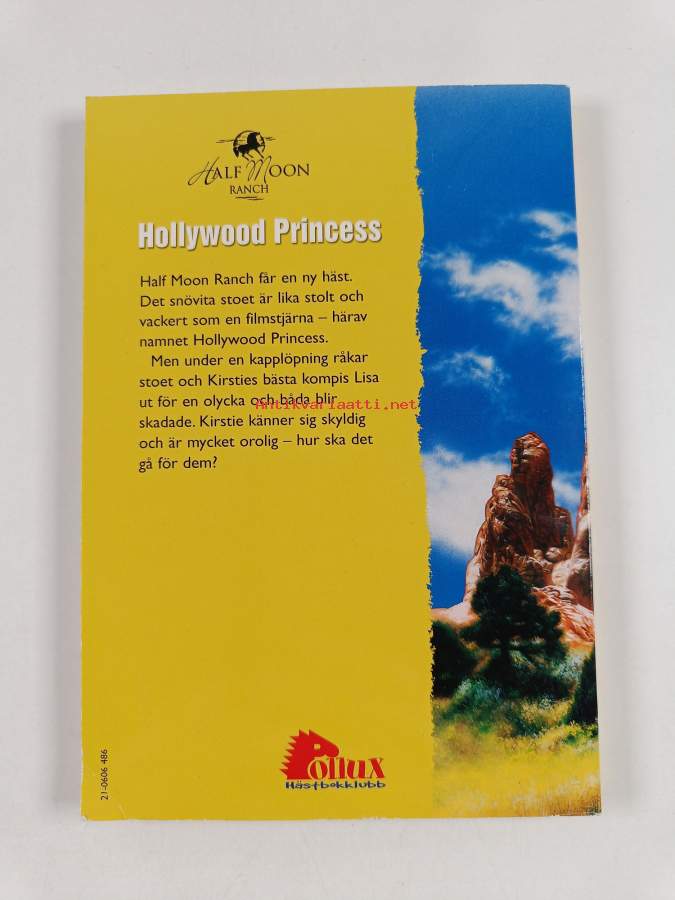 HALF MOON
RANCH
Hollywood Princess
Half Moon Ranch får en ny häst.
Det snövita stoet är lika stolt och
vackert som en filmstjärna – härav
namnet Hollywood Princess.
Men under en kapplöpning råkar
stoet och Kirsties bästa kompis Lisa
ut för en olycka och båda blir
Antikvariaatti.net
skadade. Kirstie känner sig skyldig
och är mycket orolig – hur ska det
gå för dem?
Pollux
Hästbokklubb
21-0606 486